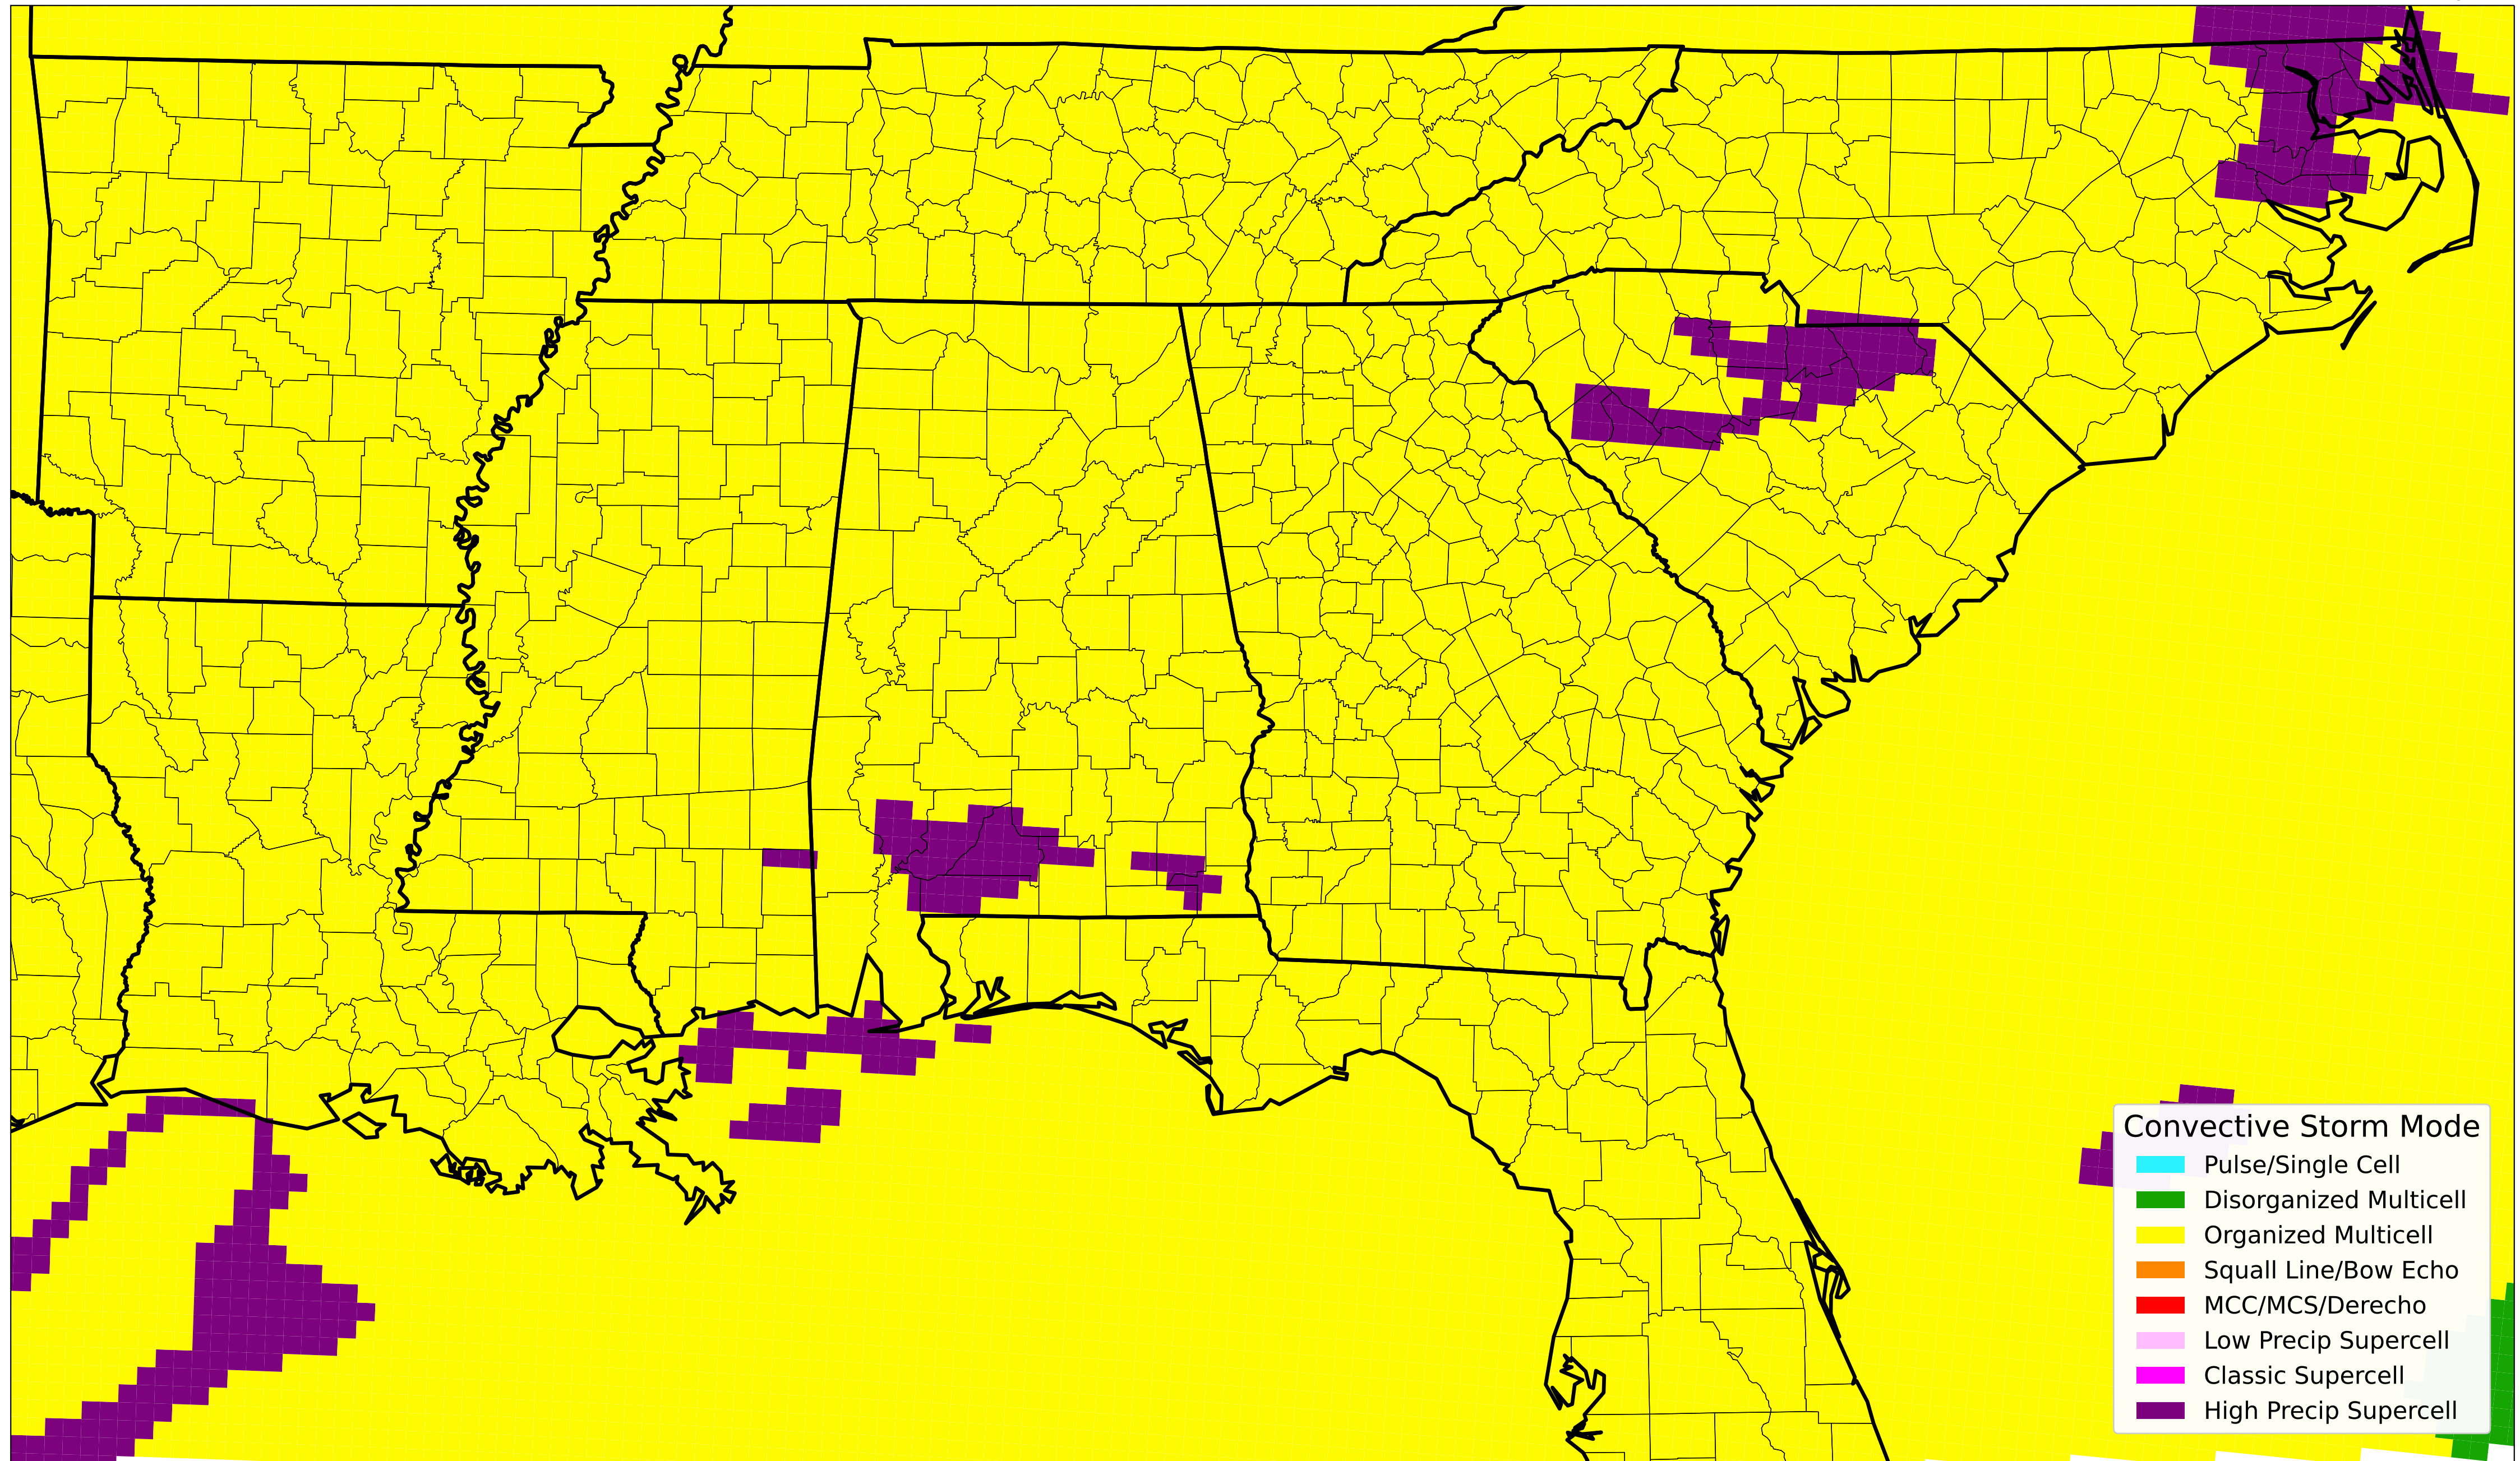 Convective Storm Mode
Pulse/Single Cell
Disorganized Multicell
Organized Multicell
Squall Line/Bow Echo
MCC/MCS/Derecho
Low Precip Supercell
Classic Supercell
High Precip Supercell